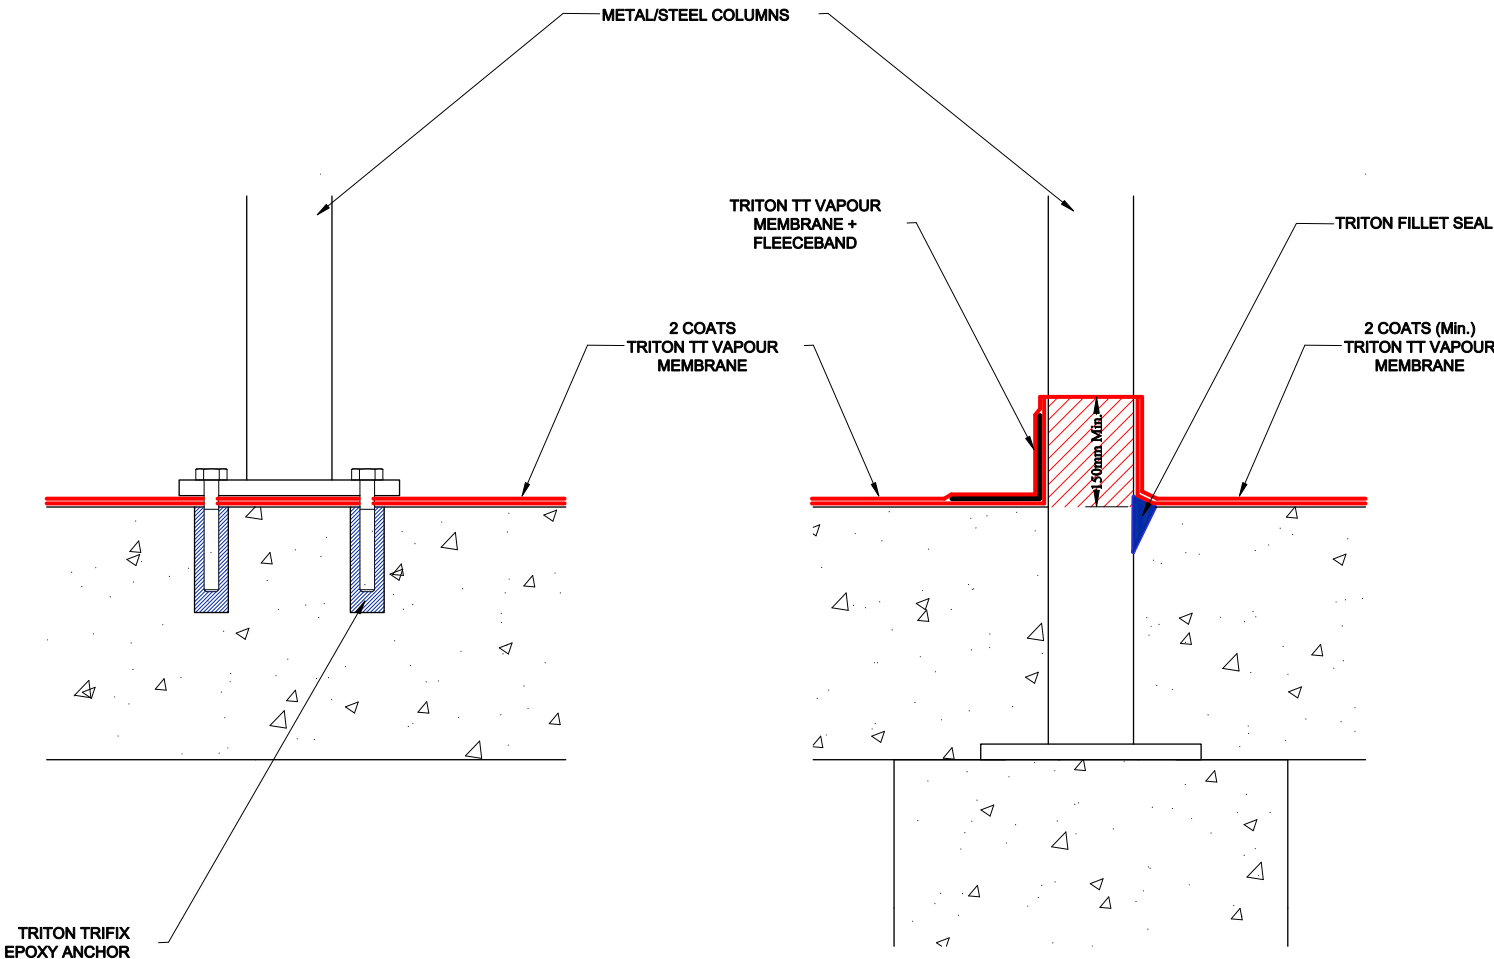 METAL/STEEL COLUMNS
TRITON TT VAPOUR
MEMBRANE +
FLEECEBAND
TRITON FILLET SEAL
2 COATS
TRITON TT VAPOUR
MEMBRANE
2 COATS (Min.)
TRITON TT VAPOUR
MEMBRANE
150mm Min.
TRITON TRIFIX
EPOXY ANCHOR